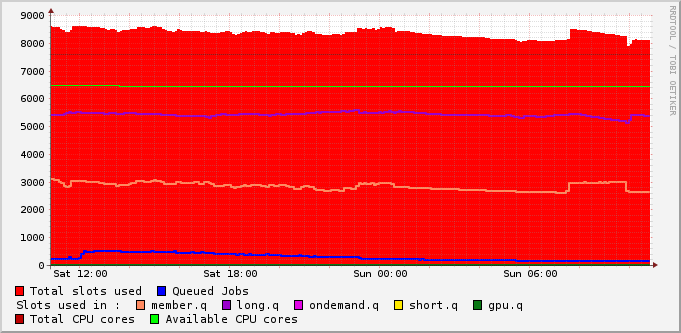 9000
8000
7000
6000
5000
4000
3000
2000
1000
0
Sat 12:00 Sat 18:00 Sun 00:00 Sun 06:00
RRDTOOL / TOBI OETIKER
Total slots used Queued Jobs
Slots used in : member.q long.q ondemand.q short.q gpu.q
Total CPU cores Available CPU cores